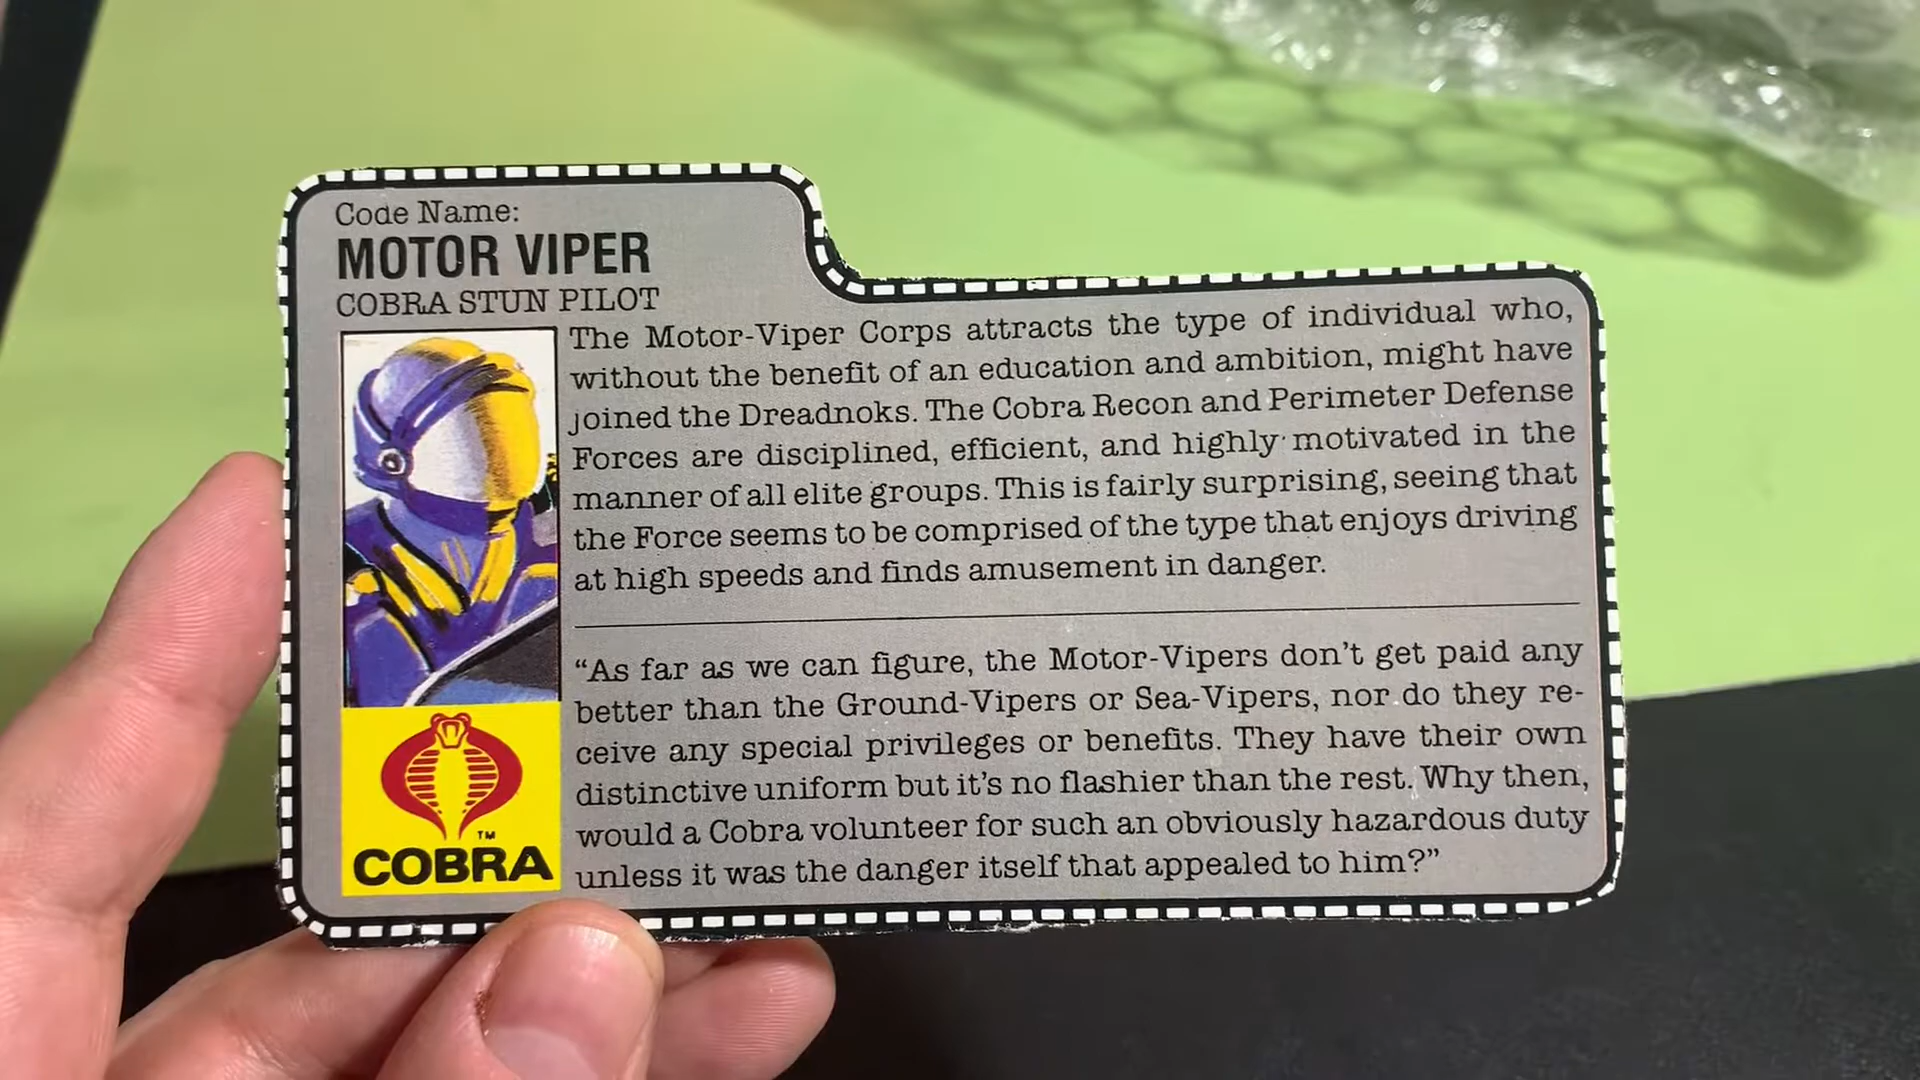 Code Name:
MOTOR VIPER
COBRA STUN PILOT
The Motor-Viper Corps attracts the type of individual who,
without the benefit of an education and ambition, might have
joined the Dreadnoks. The Cobra Recon and Perimeter Defense
Forces are disciplined, efficient, and highly motivated in the
manner of all elite groups. This is fairly surprising, seeing that
the Force seems to be comprised of the type that enjoys driving
at high speeds and finds amusement in danger.
“As far as we can figure, the Motor-Vipers don’t get paid any
better than the Ground-Vipers or Sea-Vipers, nor do they re-
ceive any special privileges or benefits. They have their own
distinctive uniform but it’s no flashier than the rest. Why then,
would a Cobra volunteer for such an obviously hazardous duty
unless it was the danger itself that appealed to him?”
TM
COBRA